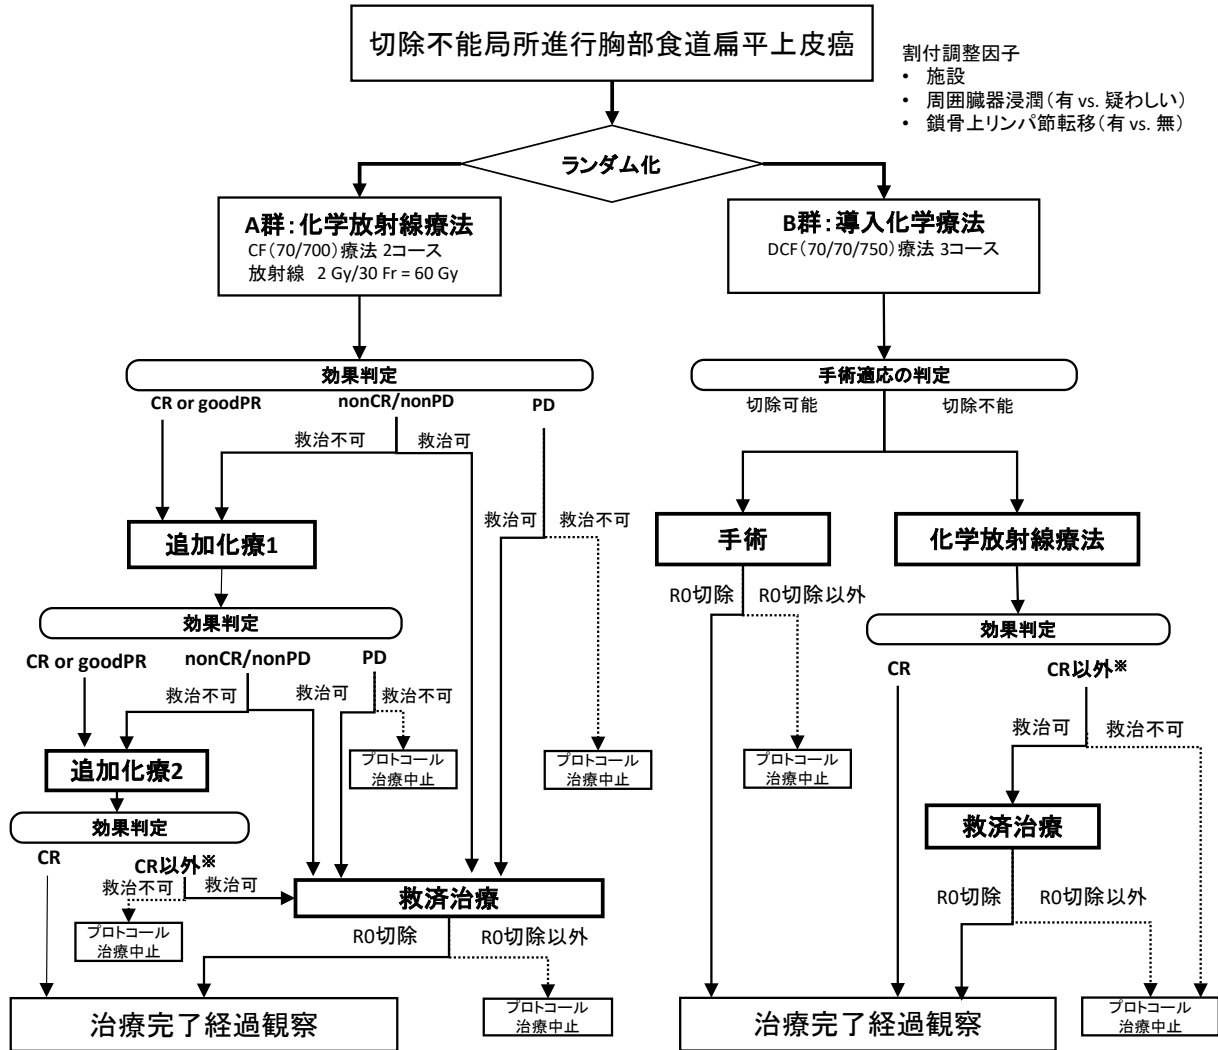 切除不能局所進行胸部食道扁平上皮癌
割付調整因子
• 施設
• 周囲臓器浸潤（有 vs. 疑わしい）
• 鎖骨上リンパ節転移（有 vs. 無）
ランダム化
A群：化学放射線療法
CF（70/700）療法 2コース
放射線 2 Gy/30 Fr = 60 Gy
B群：導入化学療法
DCF（70/70/750）療法 3コース
効果判定
CR or goodPR
nonCR/nonPD
PD
救治不可
救治可
救治可
救治不可
追加化療1
効果判定
CR or goodPR
nonCR/nonPD
PD
救治不可
救治可
救治不可
プロトコール
治療中止
プロトコール
治療中止
追加化療2
効果判定
CR
CR以外※
救治不可
救治可
プロトコール
治療中止
救済治療
R0切除
R0切除以外
プロトコール
治療中止
治療完了経過観察
手術適応の判定
切除可能
切除不能
手術
化学放射線療法
R0切除
R0切除以外
プロトコール
治療中止
効果判定
CR
CR以外※
救治可
救治不可
救済治療
R0切除
R0切除以外
プロトコール
治療中止
治療完了経過観察